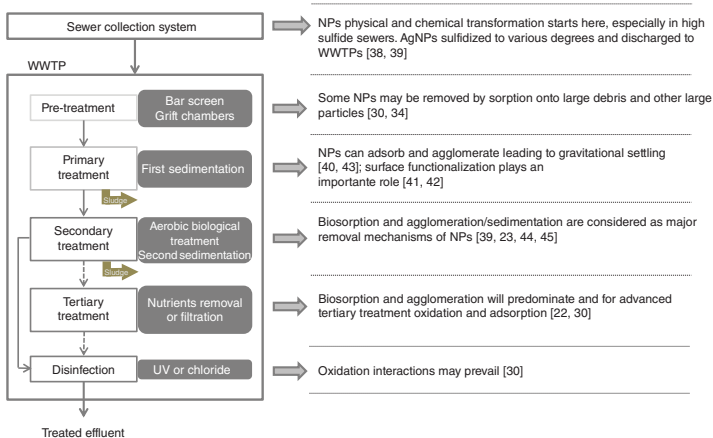 Sewer collection system
NPs physical and chemical transformation starts here, especially in high
sulfide sewers. AgNPs sulfidized to various degrees and discharged to
WWTPs [38, 39]
WWTP
Pre-treatment
Bar screen
Grift chambers
Some NPs may be removed by sorption onto large debris and other large
particles [30, 34]
Primary
treatment
First sedimentation
NPs can adsorb and agglomerate leading to gravitational settling
[40, 43]; surface functionalization plays an
importante role [41, 42]
Sludge
Secondary
treatment
Aerobic biological
treatment
Second sedimentation
Biosorption and agglomeration/sedimentation are considered as major
removal mechanisms of NPs [39, 23, 44, 45]
Sludge
Tertiary
treatment
Nutrients removal
or filtration
Biosorption and agglomeration will predominate and for advanced
tertiary treatment oxidation and adsorption [22, 30]
Disinfection
UV or chloride
Oxidation interactions may prevail [30]
Treated effluent